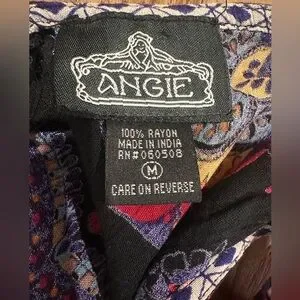 ANGIE
100% RAYON
MADE IN INDIA
RN#060508
M
CARE ON REVERSE